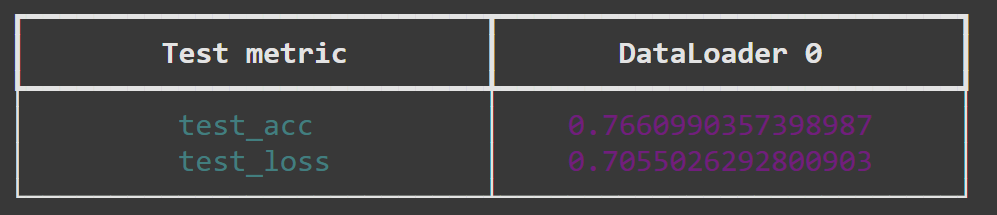 Test metric DataLoader 0
test_acc 0.7660990357398987
test_loss 0.7055026292800903